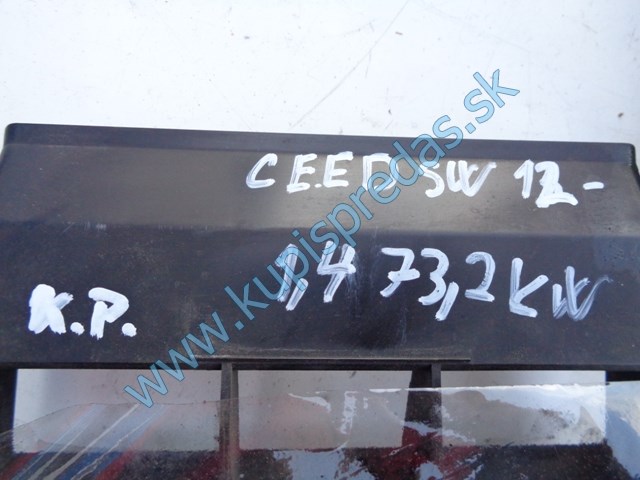 CEED SW 12-
1,4 73,2 KW
K.P.
www.kupispredas.sk